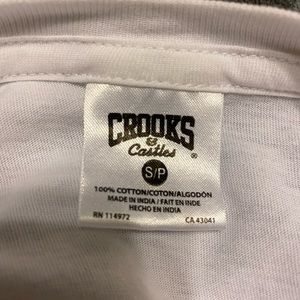 CROOKS
&
Castles ®
S/P
100% COTTON/COTON/ALGODÓN
MADE IN INDIA / FAIT EN INDE
HECHO EN INDIA
RN 114972 CA 43041